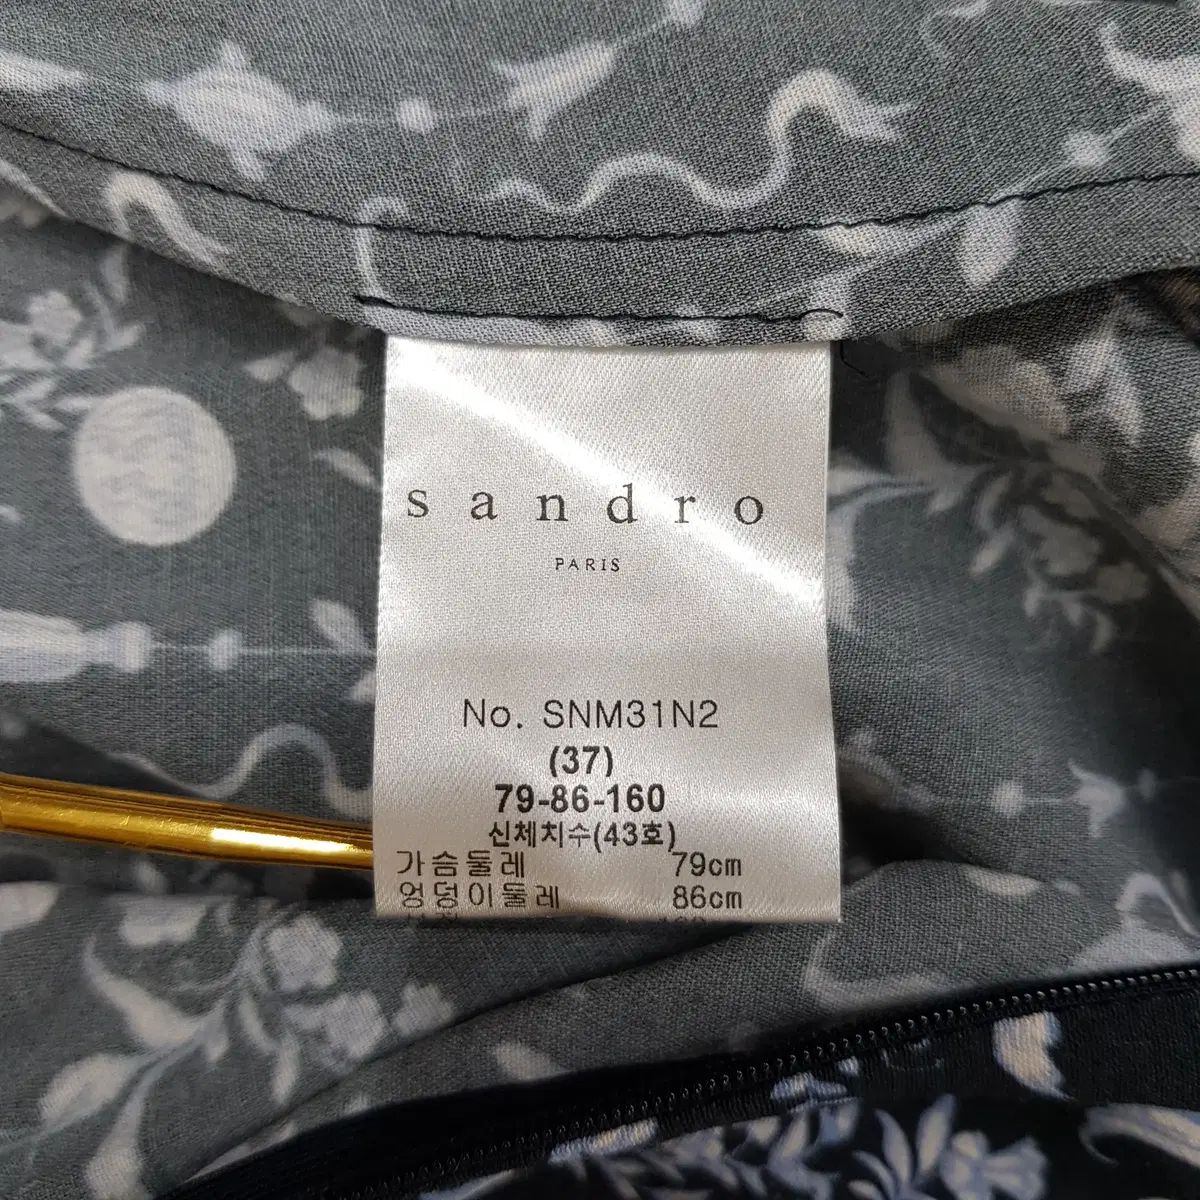 sandro
PARIS
No. SNM31N2
(37)
79-86-160
신체치수(43호)
가슴둘레 79cm
엉덩이둘레 86cm